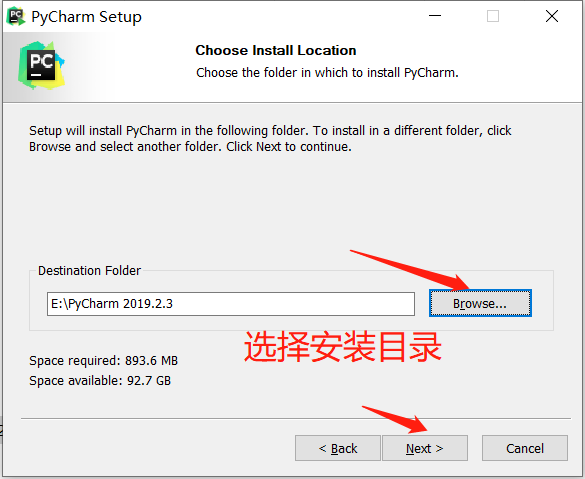 PyCharm Setup
PC
Choose Install Location
Choose the folder in which to install PyCharm.
Setup will install PyCharm in the following folder. To install in a different folder, click
Browse and select another folder. Click Next to continue.
Destination Folder
E:\PyCharm 2019.2.3
Browse...
选择安装目录
Space required: 893.6 MB
Space available: 92.7 GB
< Back
Next >
Cancel